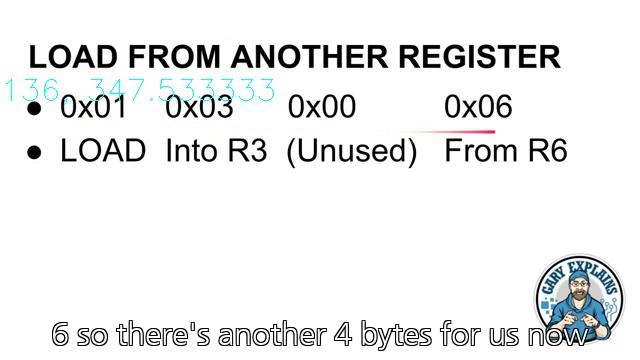 LOAD FROM ANOTHER REGISTER
136, 347.533333
● 0x01 0x03 0x00 0x06
● LOAD Into R3 (Unused) From R6
GARY EXPLAINS
6 so there's another 4 bytes for us now